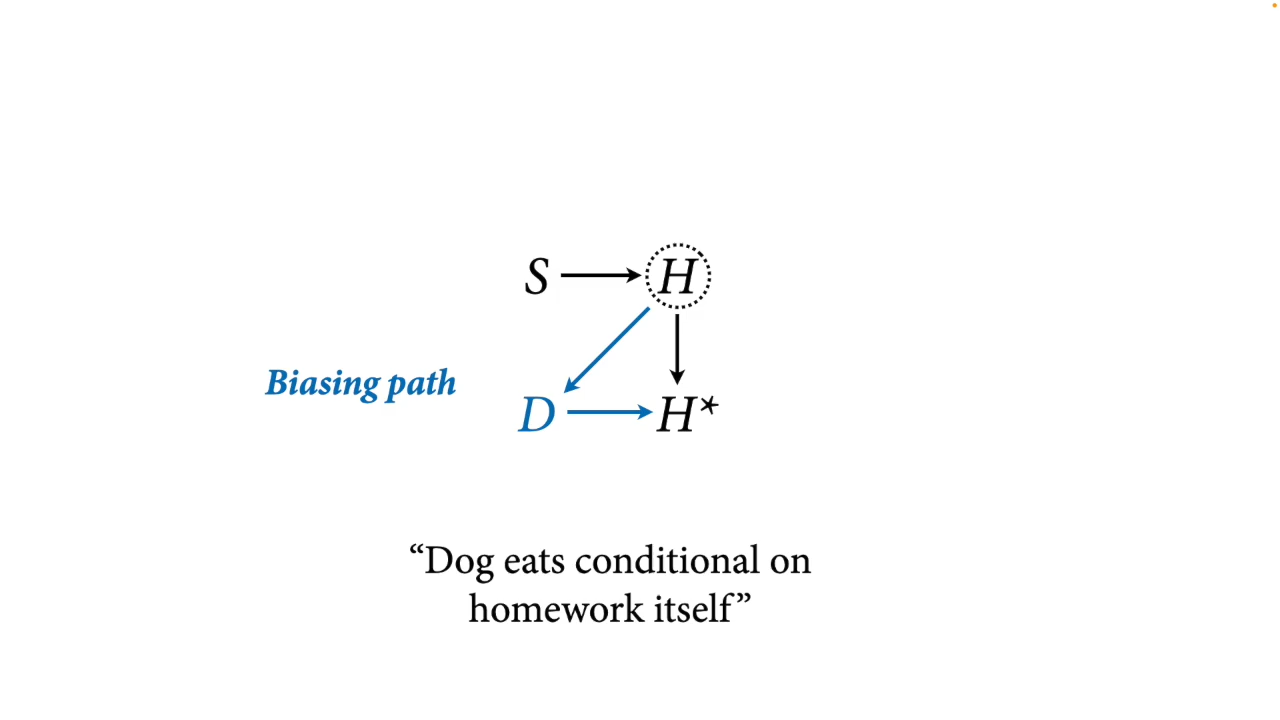 S H
Biasing path
D H*
“Dog eats conditional on
homework itself”